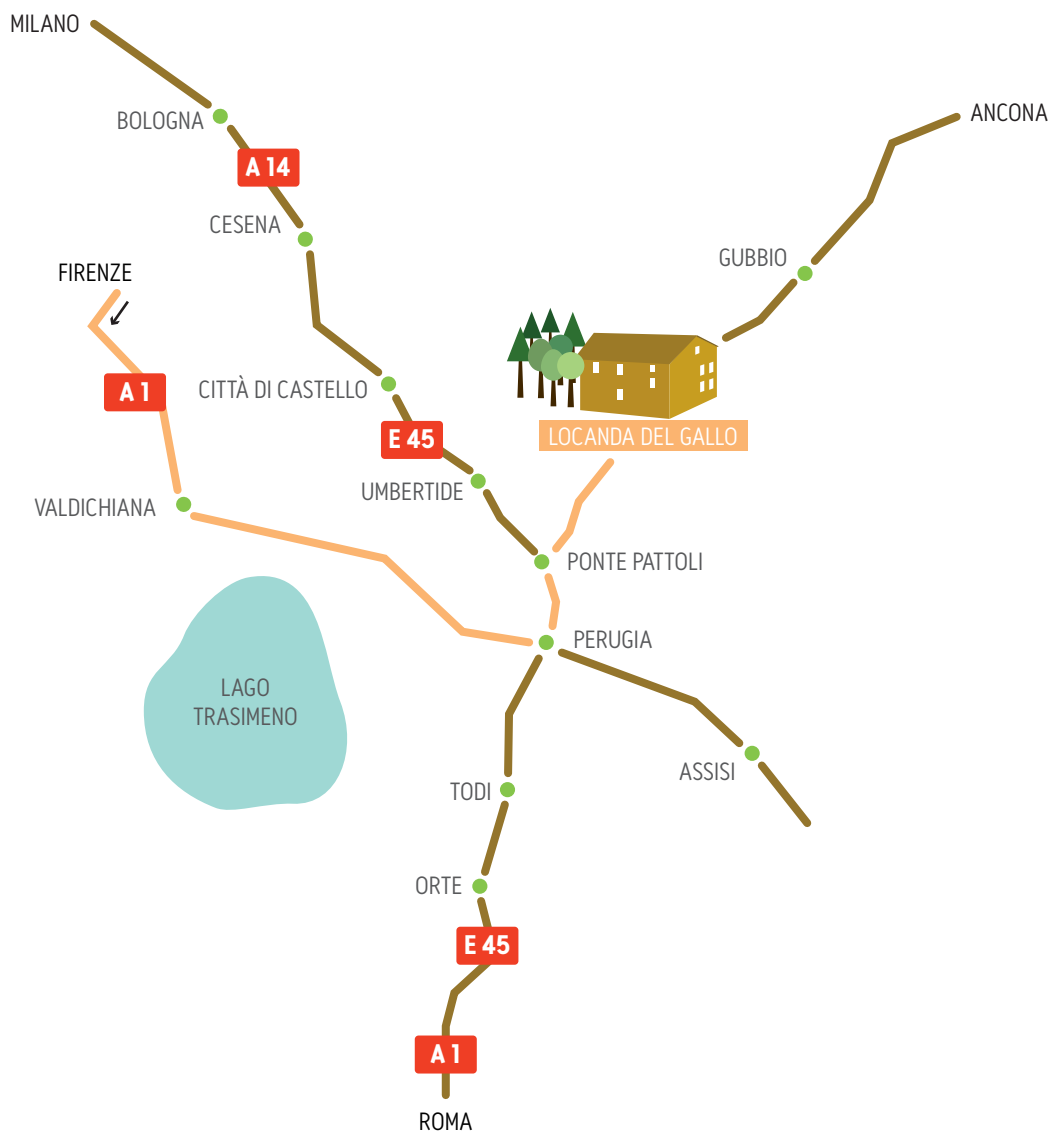 MILANO
ANCONA
BOLOGNA
A 14
CESENA
GUBBIO
FIRENZE
A 1
CITTÀ DI CASTELLO
E 45
LOCANDA DEL GALLO
UMBERTIDE
VALDICHIANA
PONTE PATTOLI
PERUGIA
LAGO
TRASIMENO
ASSISI
TODI
ORTE
E 45
A 1
ROMA